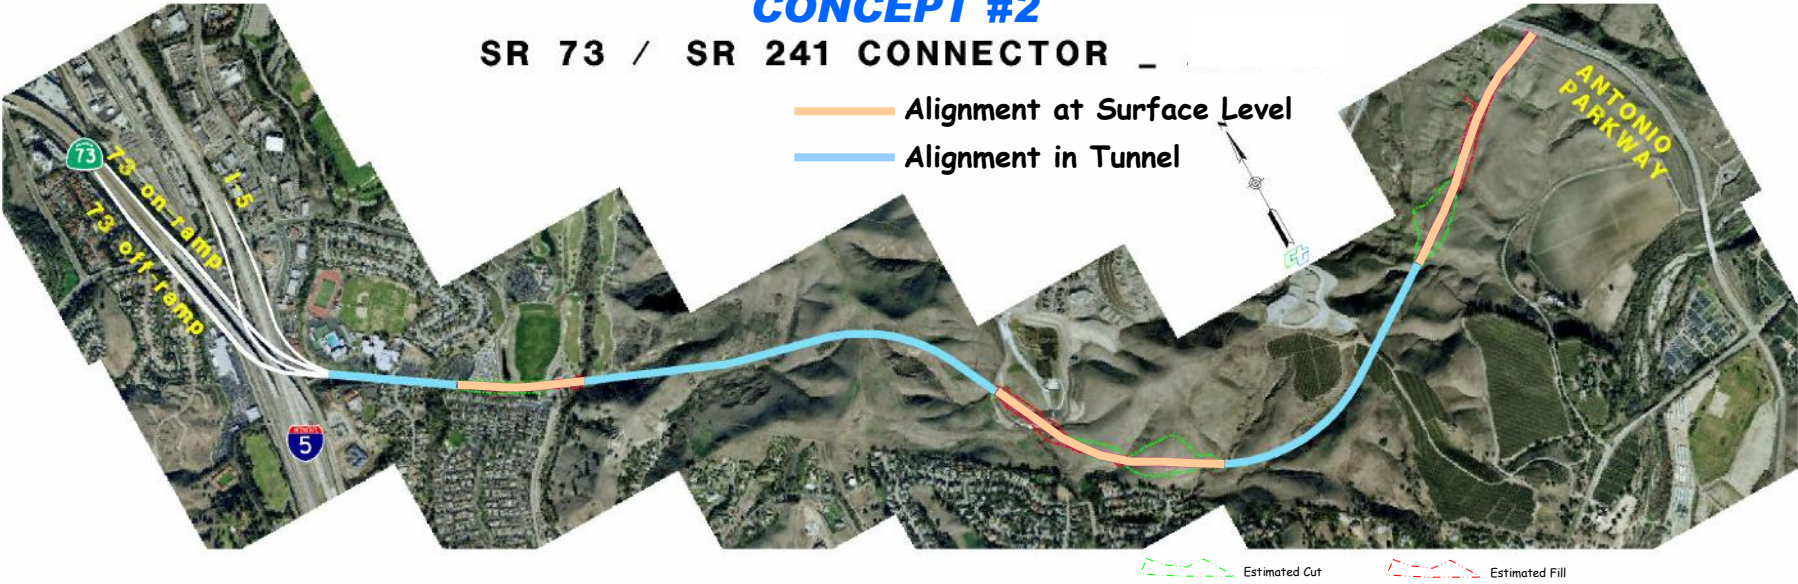 CONCEPT #2
SR 73 / SR 241 CONNECTOR _
Alignment at Surface Level
Alignment in Tunnel
ANTONIO
PARKWAY
73
73 on-ramp
I-5
73 off-ramp
5
ct
Estimated Cut
Estimated Fill